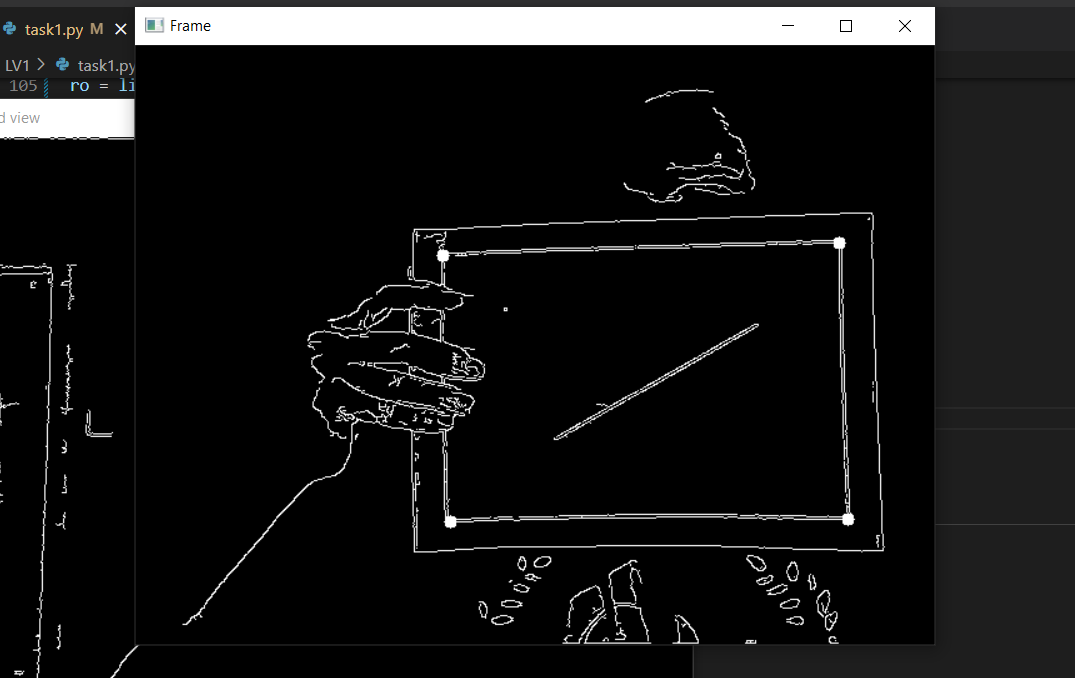 task1.py M
Frame
LV1 > task1.py
105 ro = li
d view